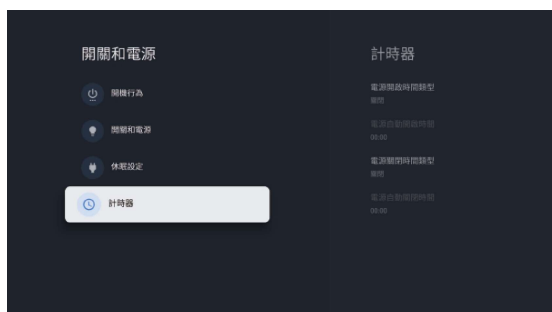 開關和電源
開機行為
開關和電源
休眠設定
計時器
計時器
電源開啟時間類型
關閉
電源自動開啟時間
00:00
電源關閉時間類型
關閉
電源自動關閉時間
00:00